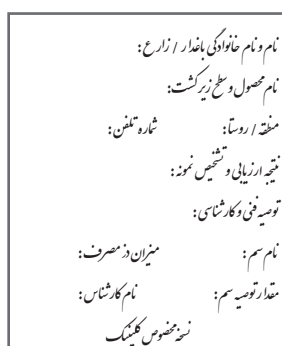 نام و نام خانوادگی باغدار / زارع :
نام محصول و سطح زیر کشت:
منطقه / روستا: شماره تلفن:
نتیجه ارزیابی و تشخیص نمونه :
توصیه فنی و کارشناسی :
نام سم : میزان دز مصرف :
مقدار توصیه سم : نام کارشناس :
نسخه مخصوص کلینیک